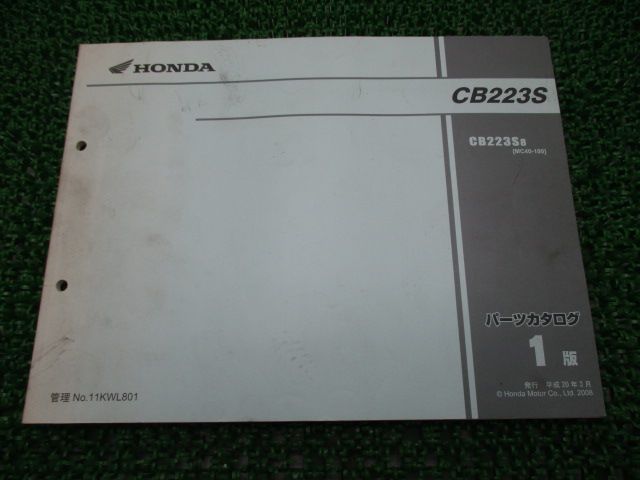 HONDA
CB223S
CB223S8
[MC40-100]
パーツカタログ
1版
発行 平成20年3月
© Honda Motor Co., Ltd. 2008
管理 No.11KWL801